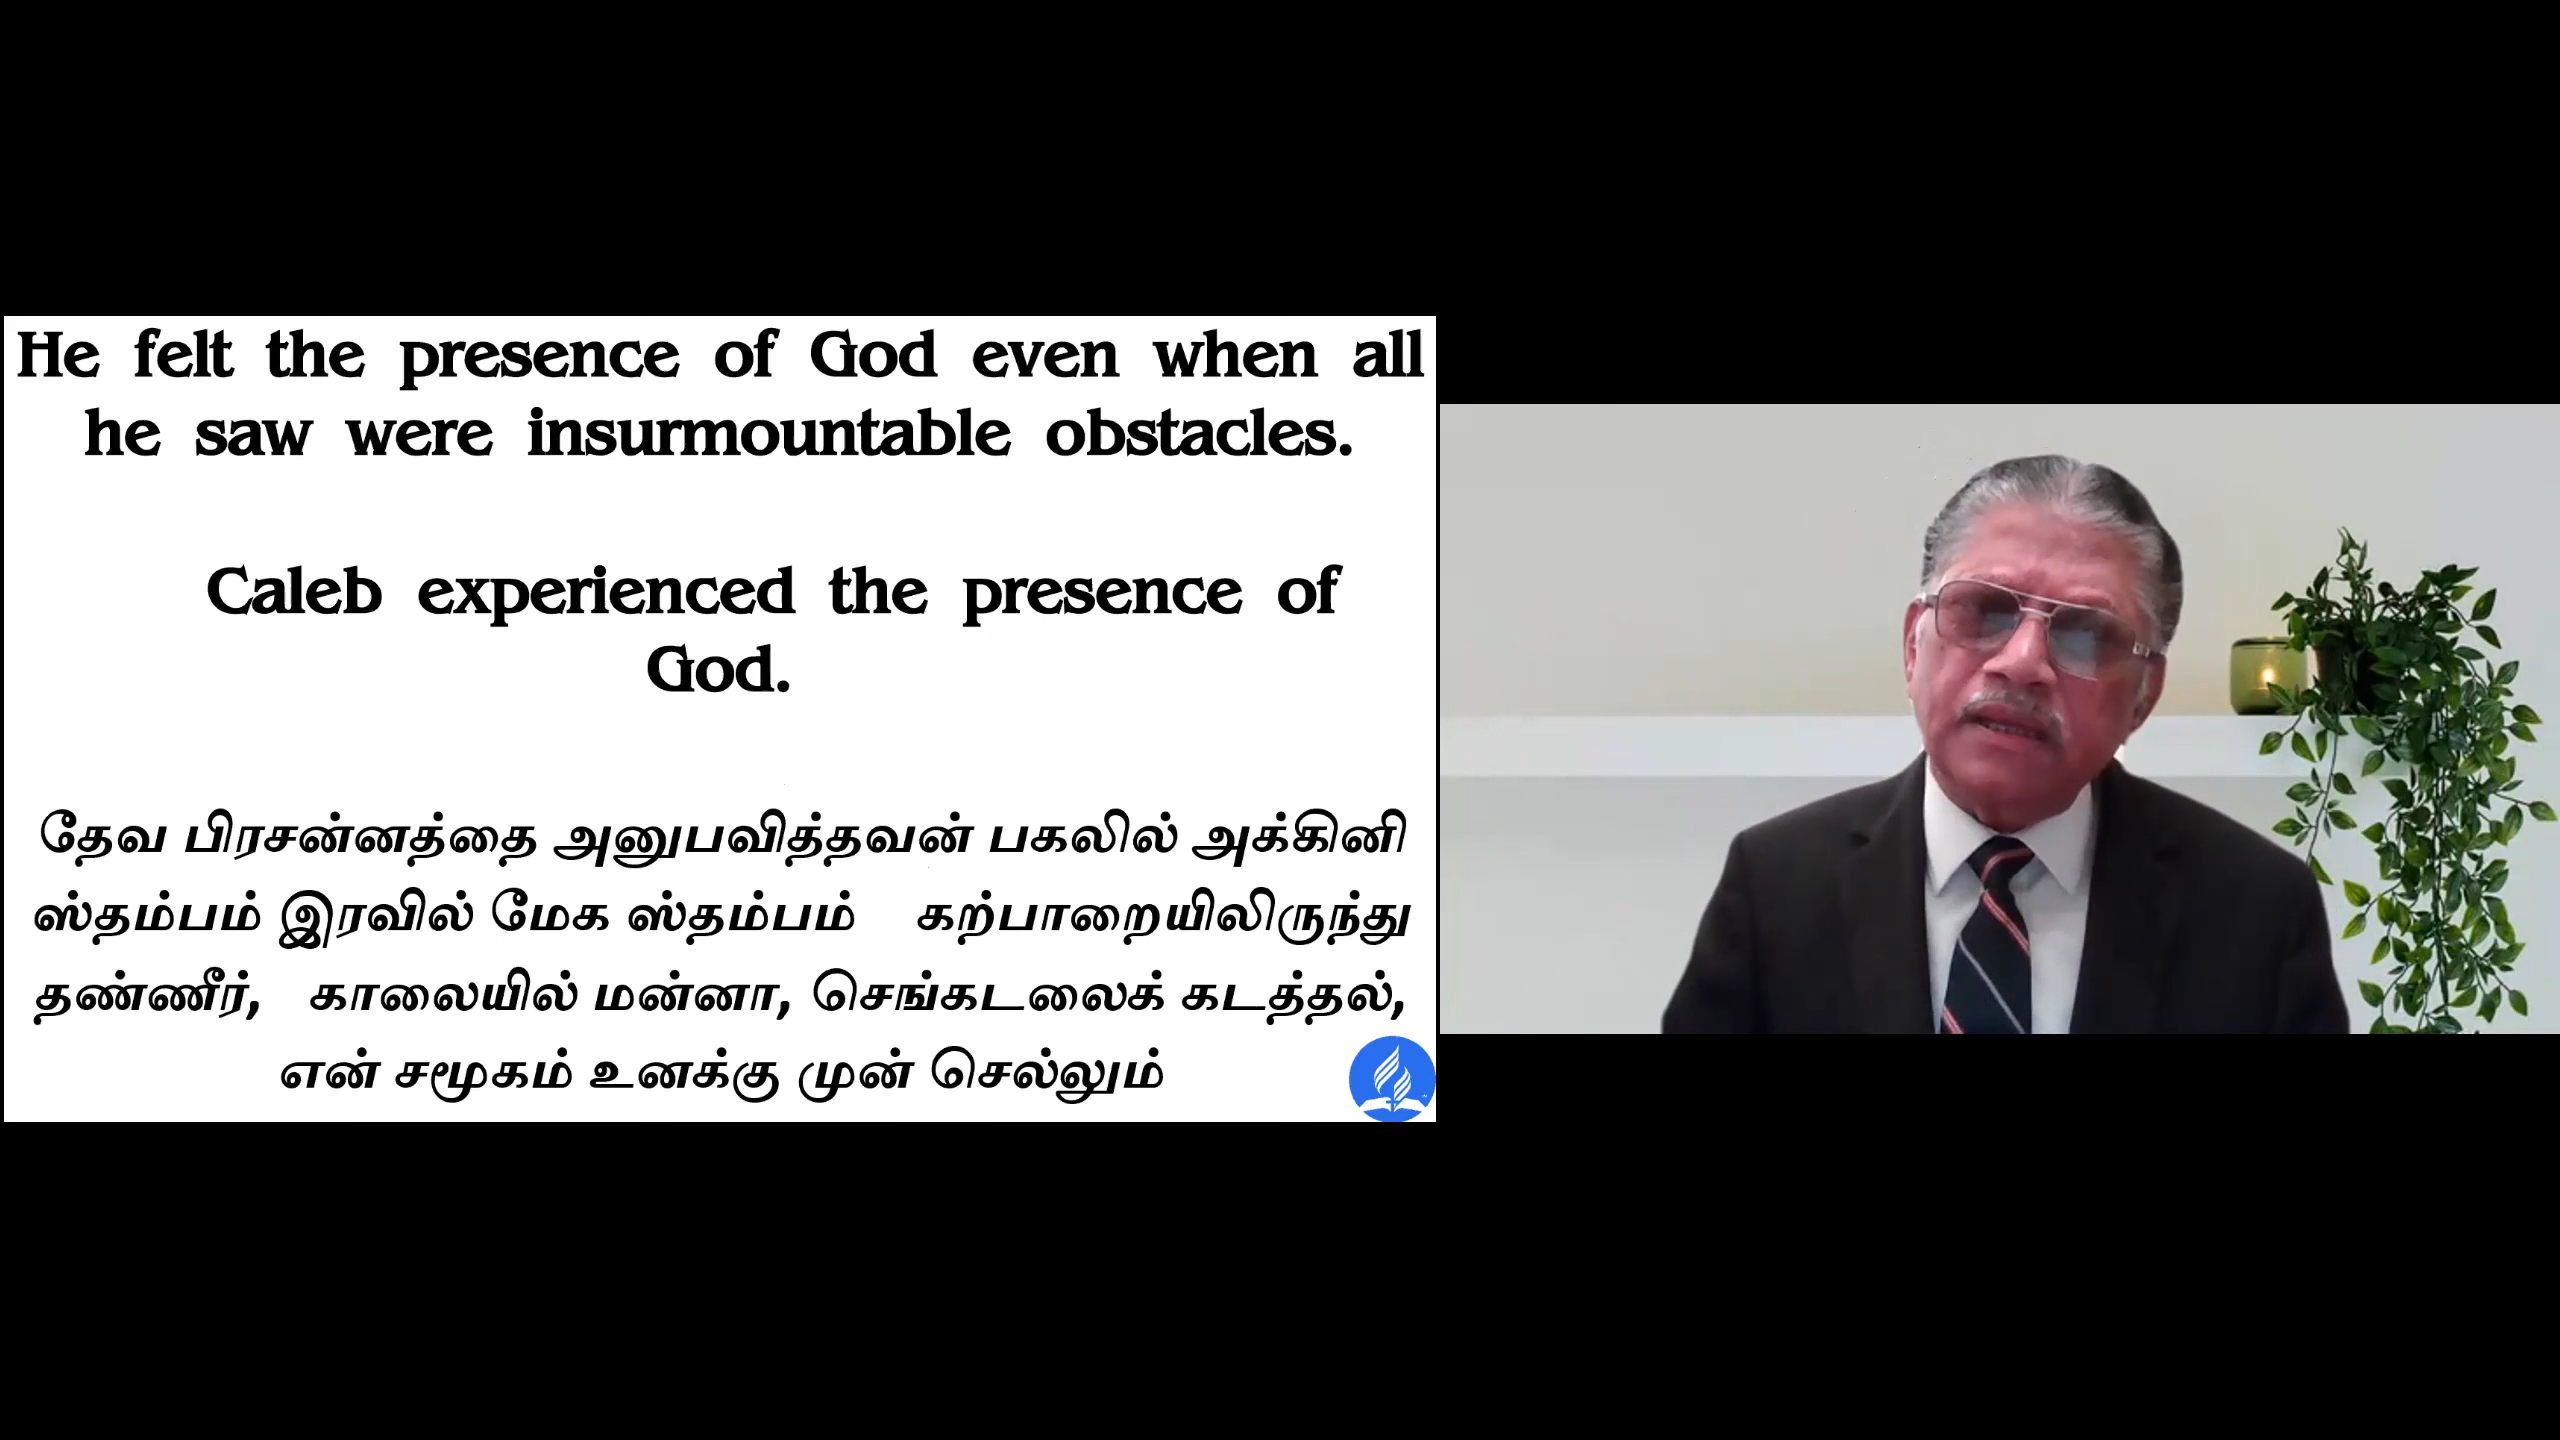 He felt the presence of God even when all
he saw were insurmountable obstacles.
Caleb experienced the presence of
God.
தேவ பிரசன்னத்தை அனுபவித்தவன் பகலில் அக்கினி
ஸ்தம்பம் இரவில் மேக ஸ்தம்பம் கற்பாறையிலிருந்து
தண்ணீர், காலையில் மன்னா, செங்கடலைக் கடத்தல்,
என் சமூகம் உனக்கு முன் செல்லும்